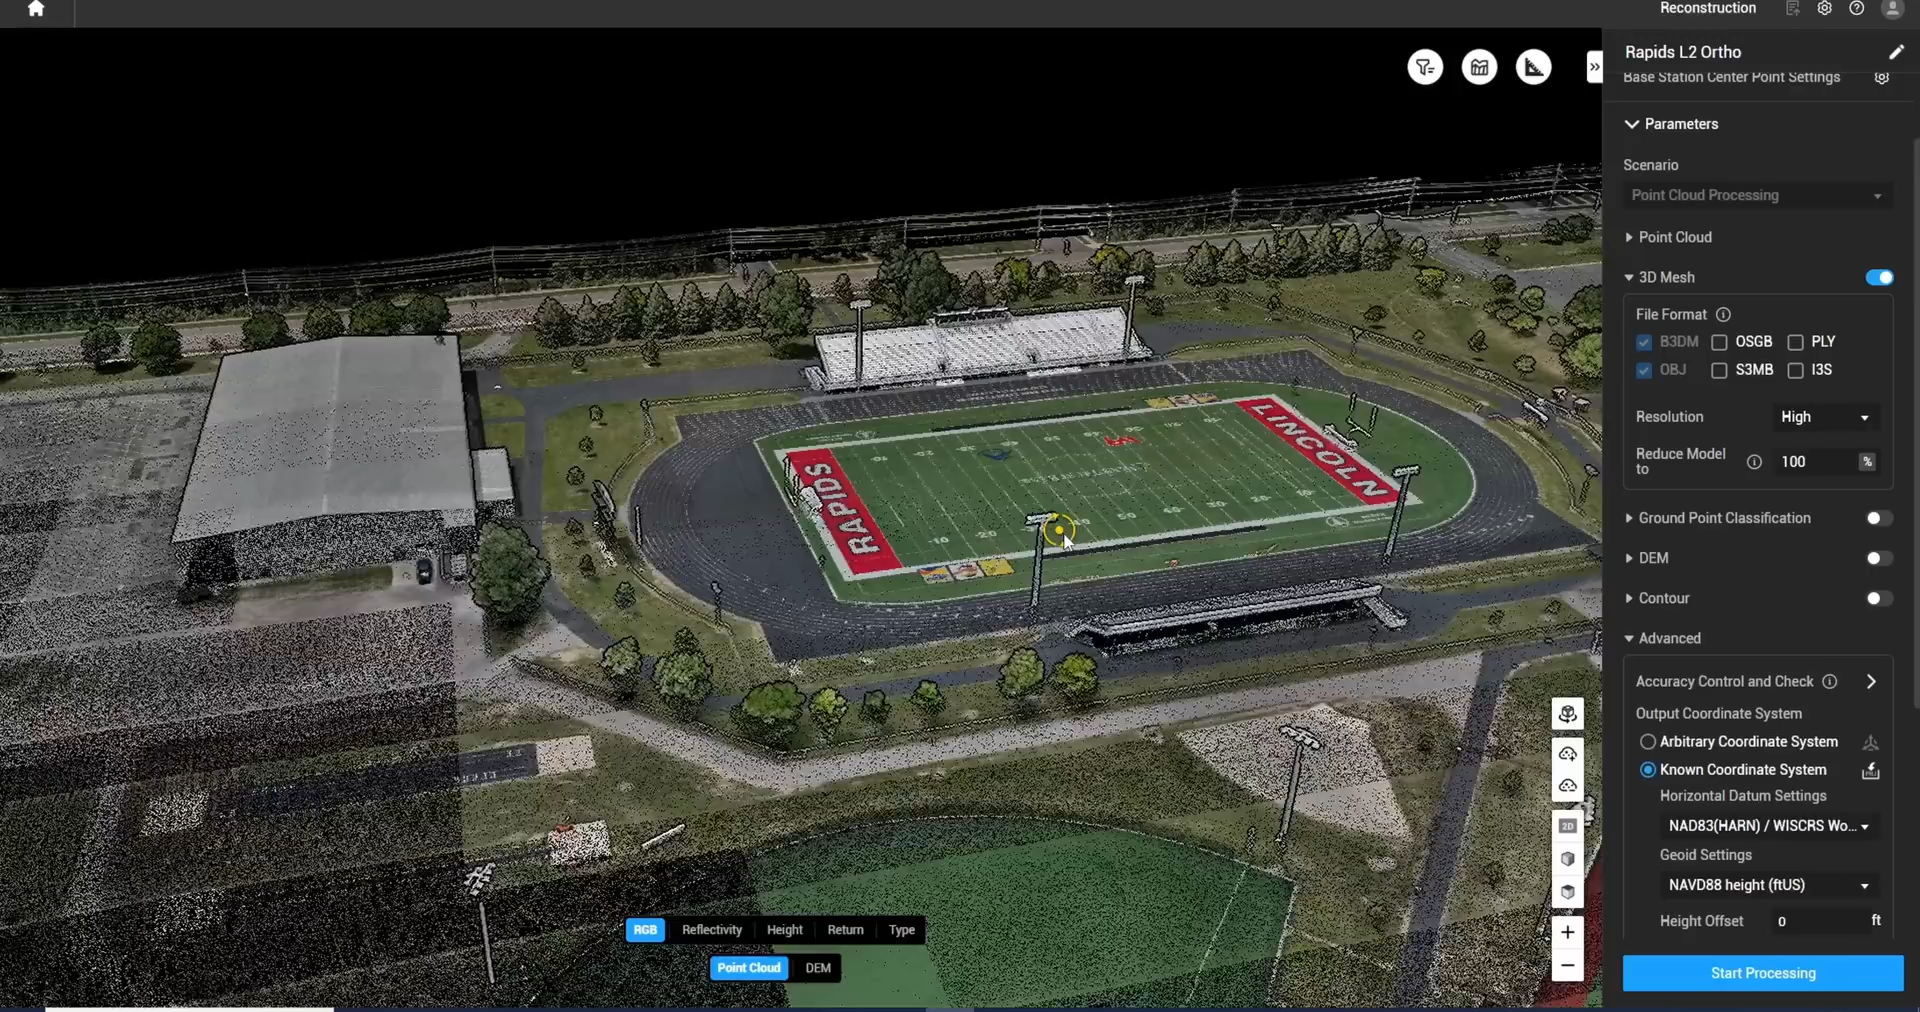 Reconstruction
Rapids L2 Ortho
Base Station Center Point Settings
Parameters
Scenario
Point Cloud Processing
Point Cloud
3D Mesh
File Format
B3DM OSGB PLY
OBJ S3MB I3S
Resolution High
Reduce Model to 100 %
Ground Point Classification
DEM
Contour
Advanced
Accuracy Control and Check
Output Coordinate System
Arbitrary Coordinate System
Known Coordinate System
Horizontal Datum Settings
NAD83(HARN) / WISCRS Wo...
Geoid Settings
NAVD88 height (ftUS)
Height Offset 0 ft
Start Processing
2D
RGB Reflectivity Height Return Type
Point Cloud DEM
RAPIDS
LINCOLN